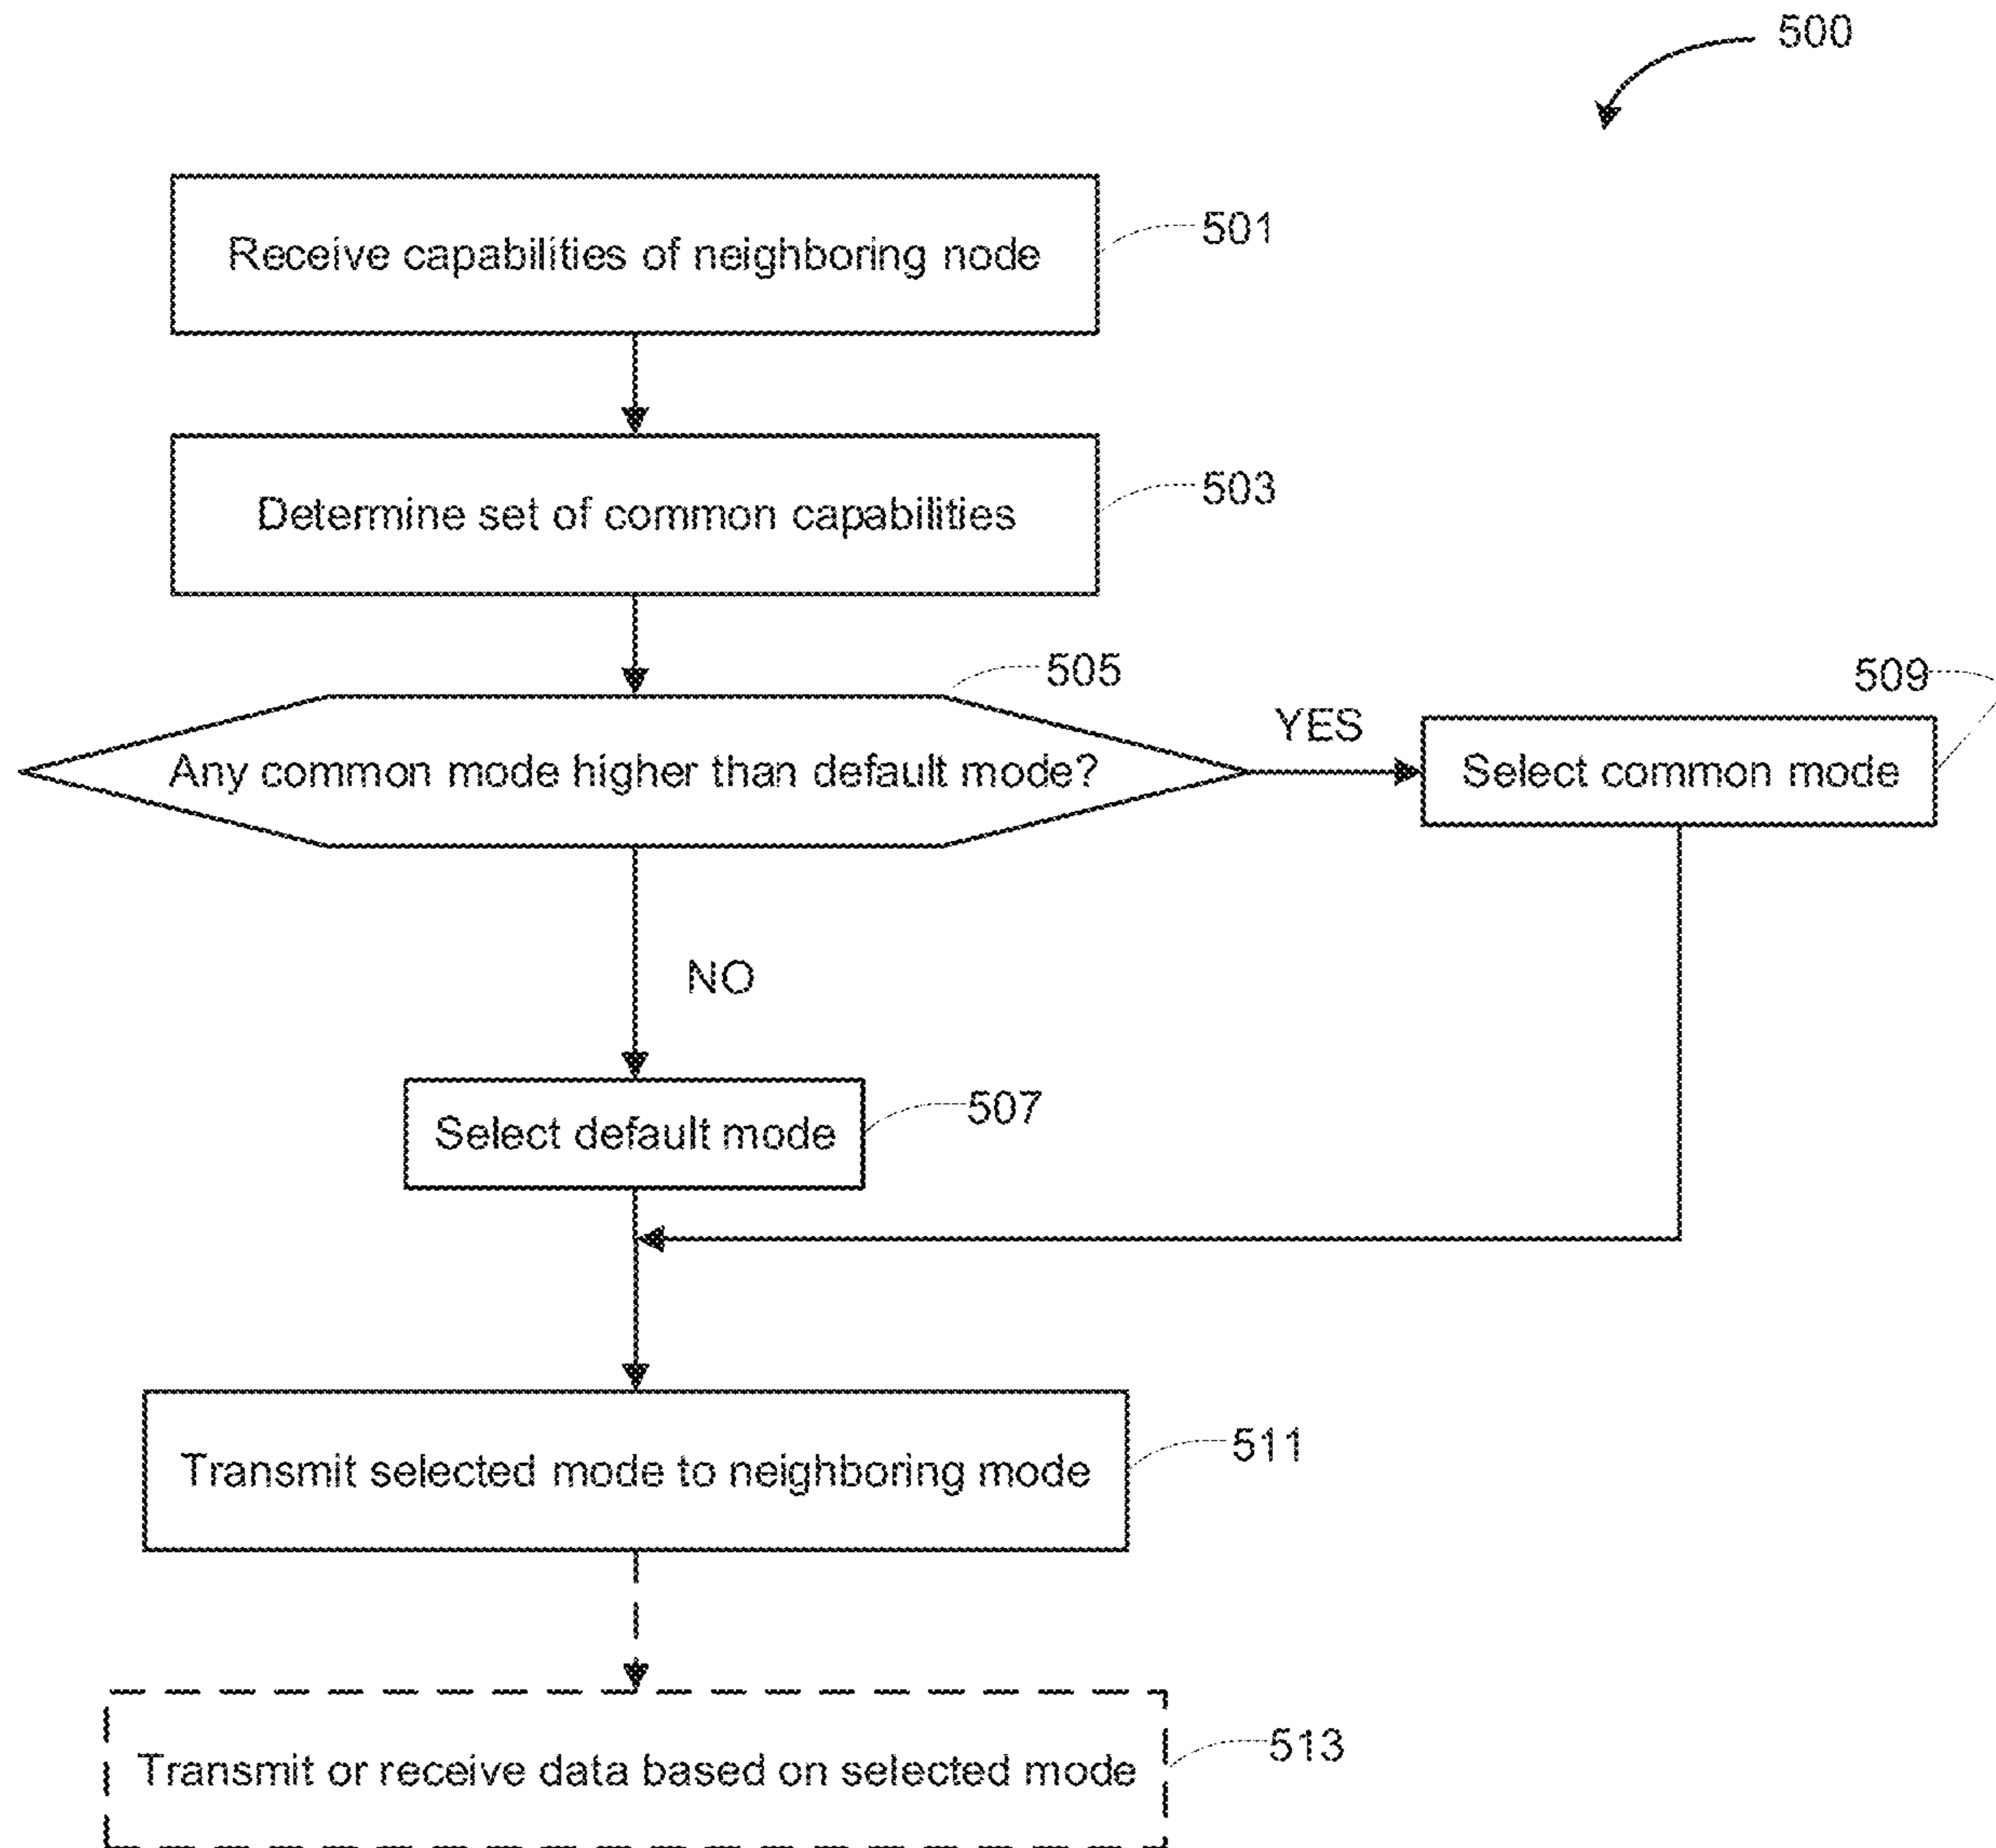 500
Receive capabilities of neighboring node
501
Determine set of common capabilities
503
505
509
Any common mode higher than default mode?
YES
Select common mode
NO
Select default mode
507
Transmit selected mode to neighboring mode
511
Transmit or receive data based on selected mode
513